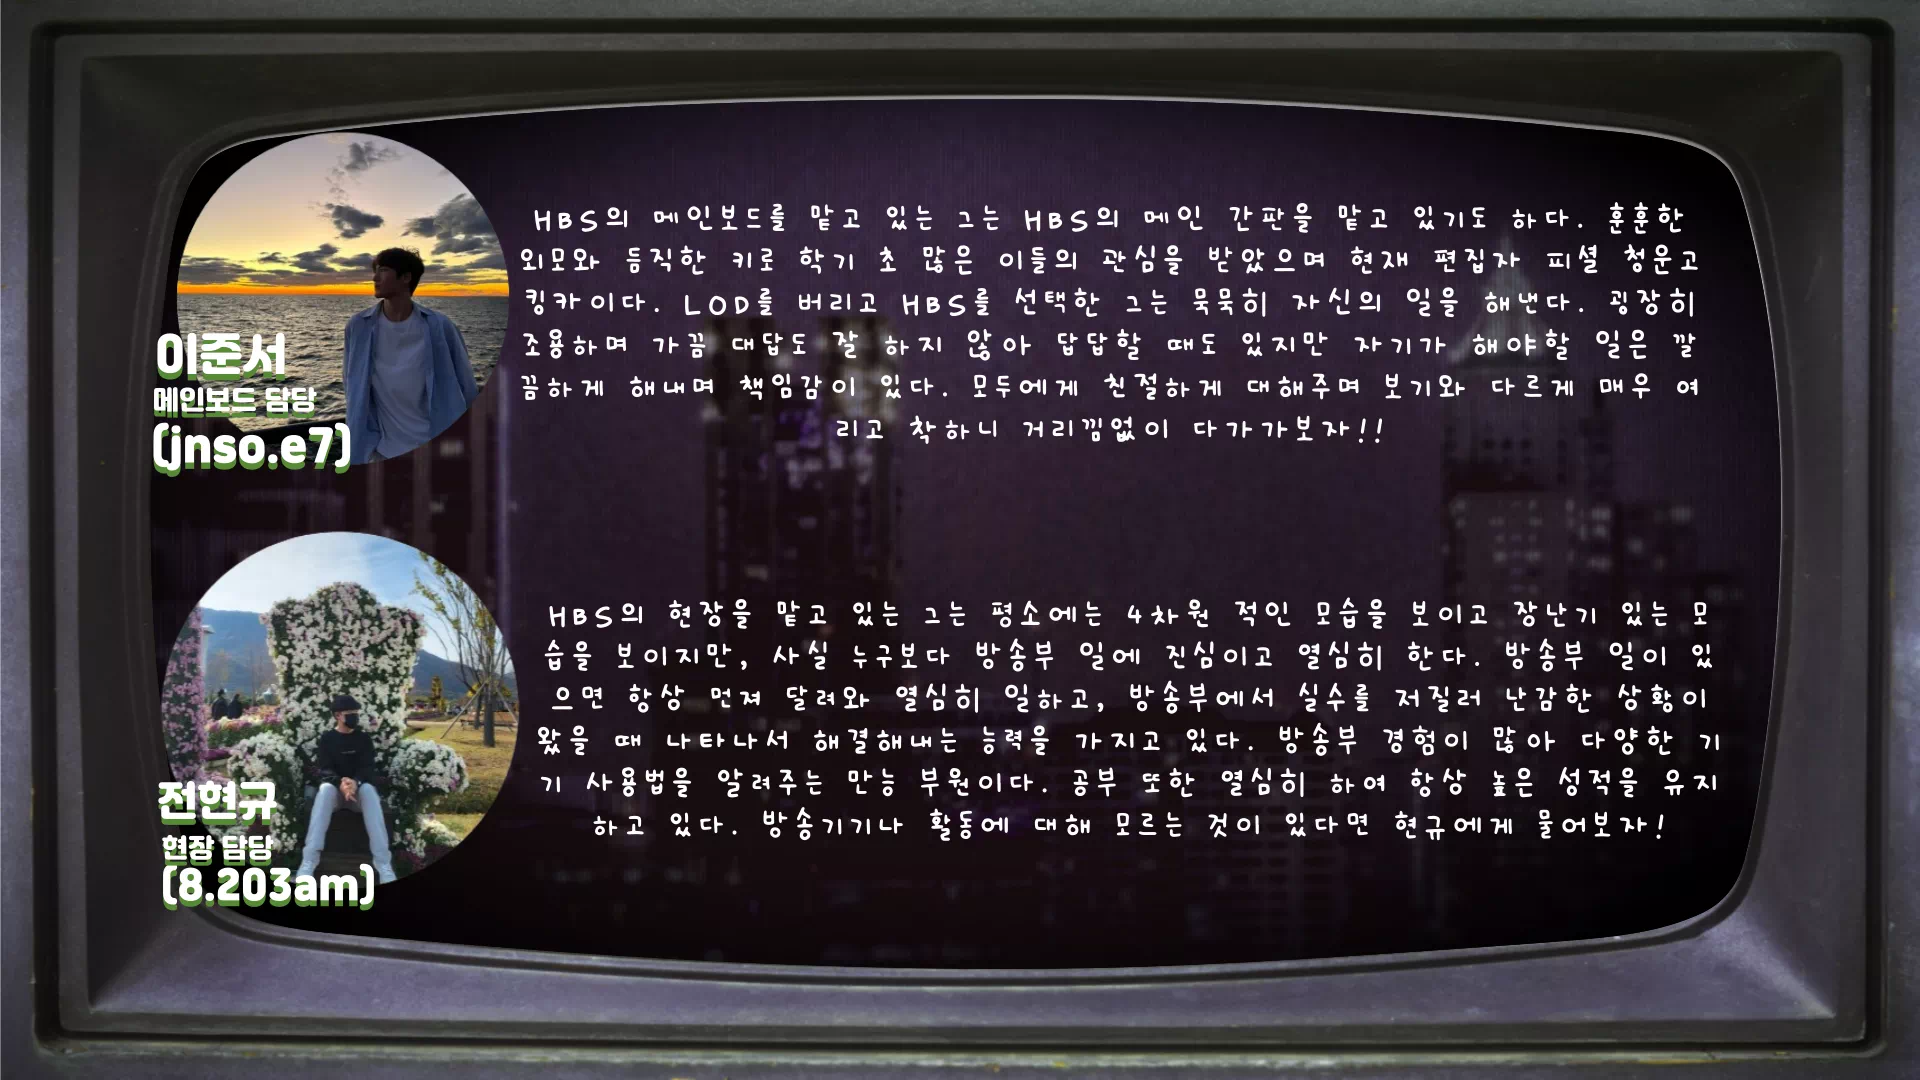 이준서
메인보드 담당
(jnso.e7)
HBS의 메인보드를 맡고 있는 그는 HBS의 메인 간판을 맡고 있기도 하다. 훈훈한
외모와 듬직한 키로 학기 초 많은 이들의 관심을 받았으며 현재 편집자 피셜 청운고
킹카이다. LOD를 버리고 HBS를 선택한 그는 묵묵히 자신의 일을 해낸다. 굉장히
조용하며 가끔 대답도 잘 하지 않아 답답할 때도 있지만 자기가 해야할 일은 깔
끔하게 해내며 책임감이 있다. 모두에게 친절하게 대해주며 보기와 다르게 매우 여
리고 착하니 거리낌없이 다가가보자!!
전현규
현장 담당
(8.203am)
HBS의 현장을 맡고 있는 그는 평소에는 4차원 적인 모습을 보이고 장난기 있는 모
습을 보이지만, 사실 누구보다 방송부 일에 진심이고 열심히 한다. 방송부 일이 있
으면 항상 먼져 달려와 열심히 일하고, 방송부에서 실수를 저질러 난감한 상황이
왔을 때 나타나서 해결해내는 능력을 가지고 있다. 방송부 경험이 많아 다양한 기
기 사용법을 알려주는 만능 부원이다. 공부 또한 열심히 하여 항상 높은 성적을 유지
하고 있다. 방송기기나 활동에 대해 모르는 것이 있다면 현규에게 물어보자!